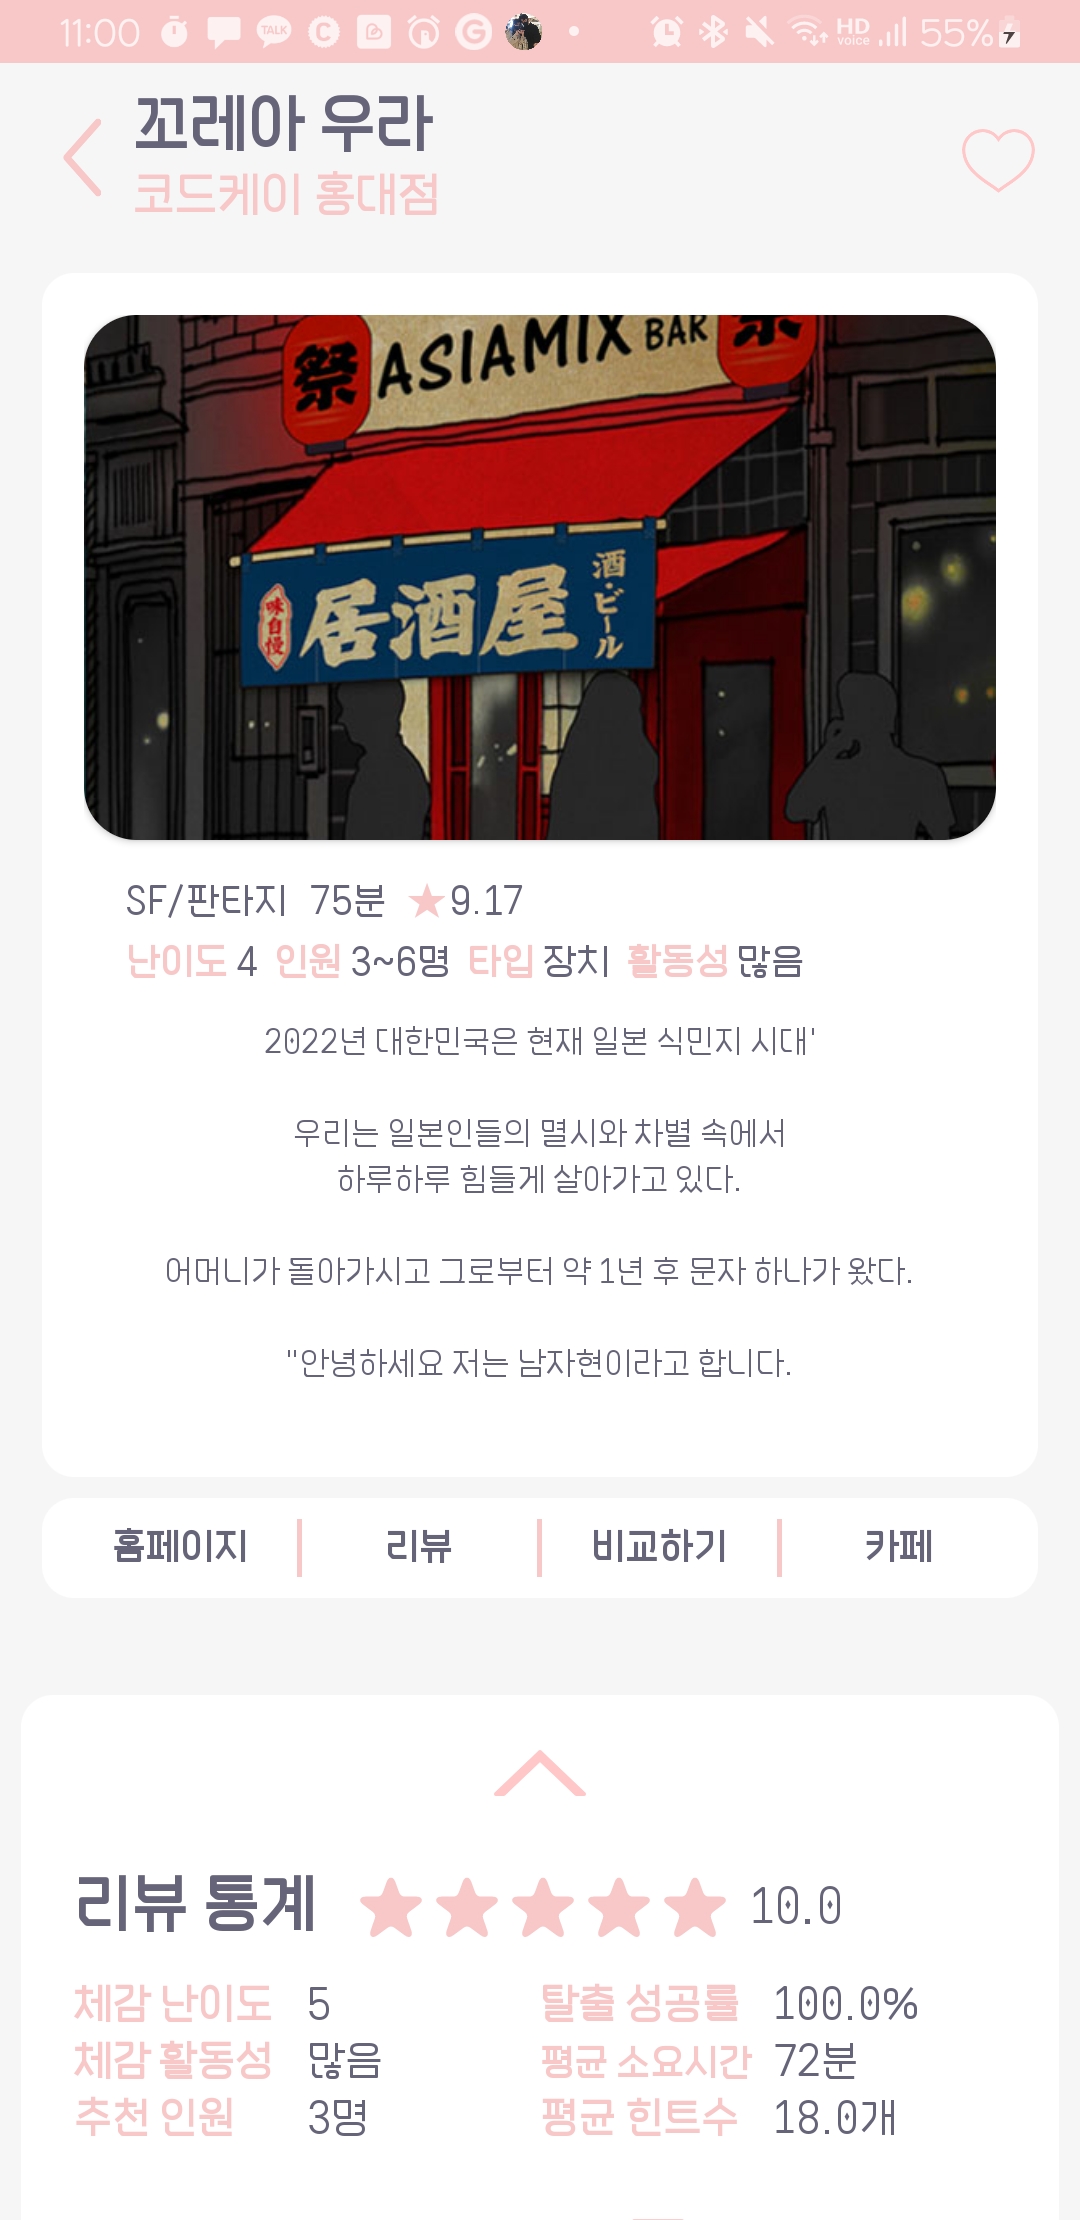 11:00 TALK HD voice 55%
꼬레아 우라
코드케이 홍대점
祭 ASIAMIX BAR 祭
味自慢 居酒屋 酒・ビール
SF/판타지 75분 ★9.17
난이도 4 인원 3~6명 타입 장치 활동성 많음
2022년 대한민국은 현재 일본 식민지 시대'
우리는 일본인들의 멸시와 차별 속에서
하루하루 힘들게 살아가고 있다.
어머니가 돌아가시고 그로부터 약 1년 후 문자 하나가 왔다.
"안녕하세요 저는 남자현이라고 합니다.
홈페이지 리뷰 비교하기 카페
리뷰 통계 ★★★★★ 10.0
체감 난이도 5 탈출 성공률 100.0%
체감 활동성 많음 평균 소요시간 72분
추천 인원 3명 평균 힌트수 18.0개